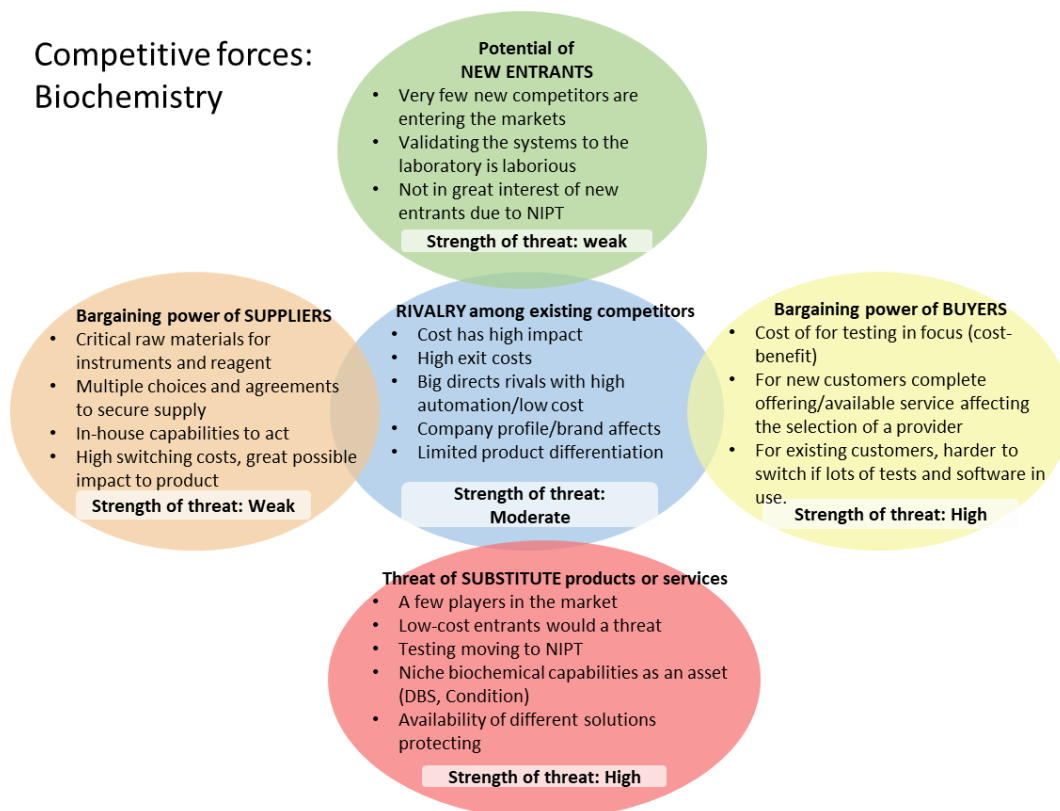 Competitive forces:
Biochemistry
Potential of
NEW ENTRANTS
• Very few new competitors are
entering the markets
• Validating the systems to the
laboratory is laborious
• Not in great interest of new
entrants due to NIPT
Strength of threat: weak
Bargaining power of SUPPLIERS
• Critical raw materials for
instruments and reagent
• Multiple choices and agreements
to secure supply
• In-house capabilities to act
• High switching costs, great possible
impact to product
Strength of threat: Weak
RIVALRY among existing competitors
• Cost has high impact
• High exit costs
• Big directs rivals with high
automation/low cost
• Company profile/brand affects
• Limited product differentiation
Strength of threat:
Moderate
Bargaining power of BUYERS
• Cost of for testing in focus (cost-
benefit)
• For new customers complete
offering/available service affecting
the selection of a provider
• For existing customers, harder to
switch if lots of tests and software in
use.
Strength of threat: High
Threat of SUBSTITUTE products or services
• A few players in the market
• Low-cost entrants would a threat
• Testing moving to NIPT
• Niche biochemical capabilities as an asset
(DBS, Condition)
• Availability of different solutions
protecting
Strength of threat: High